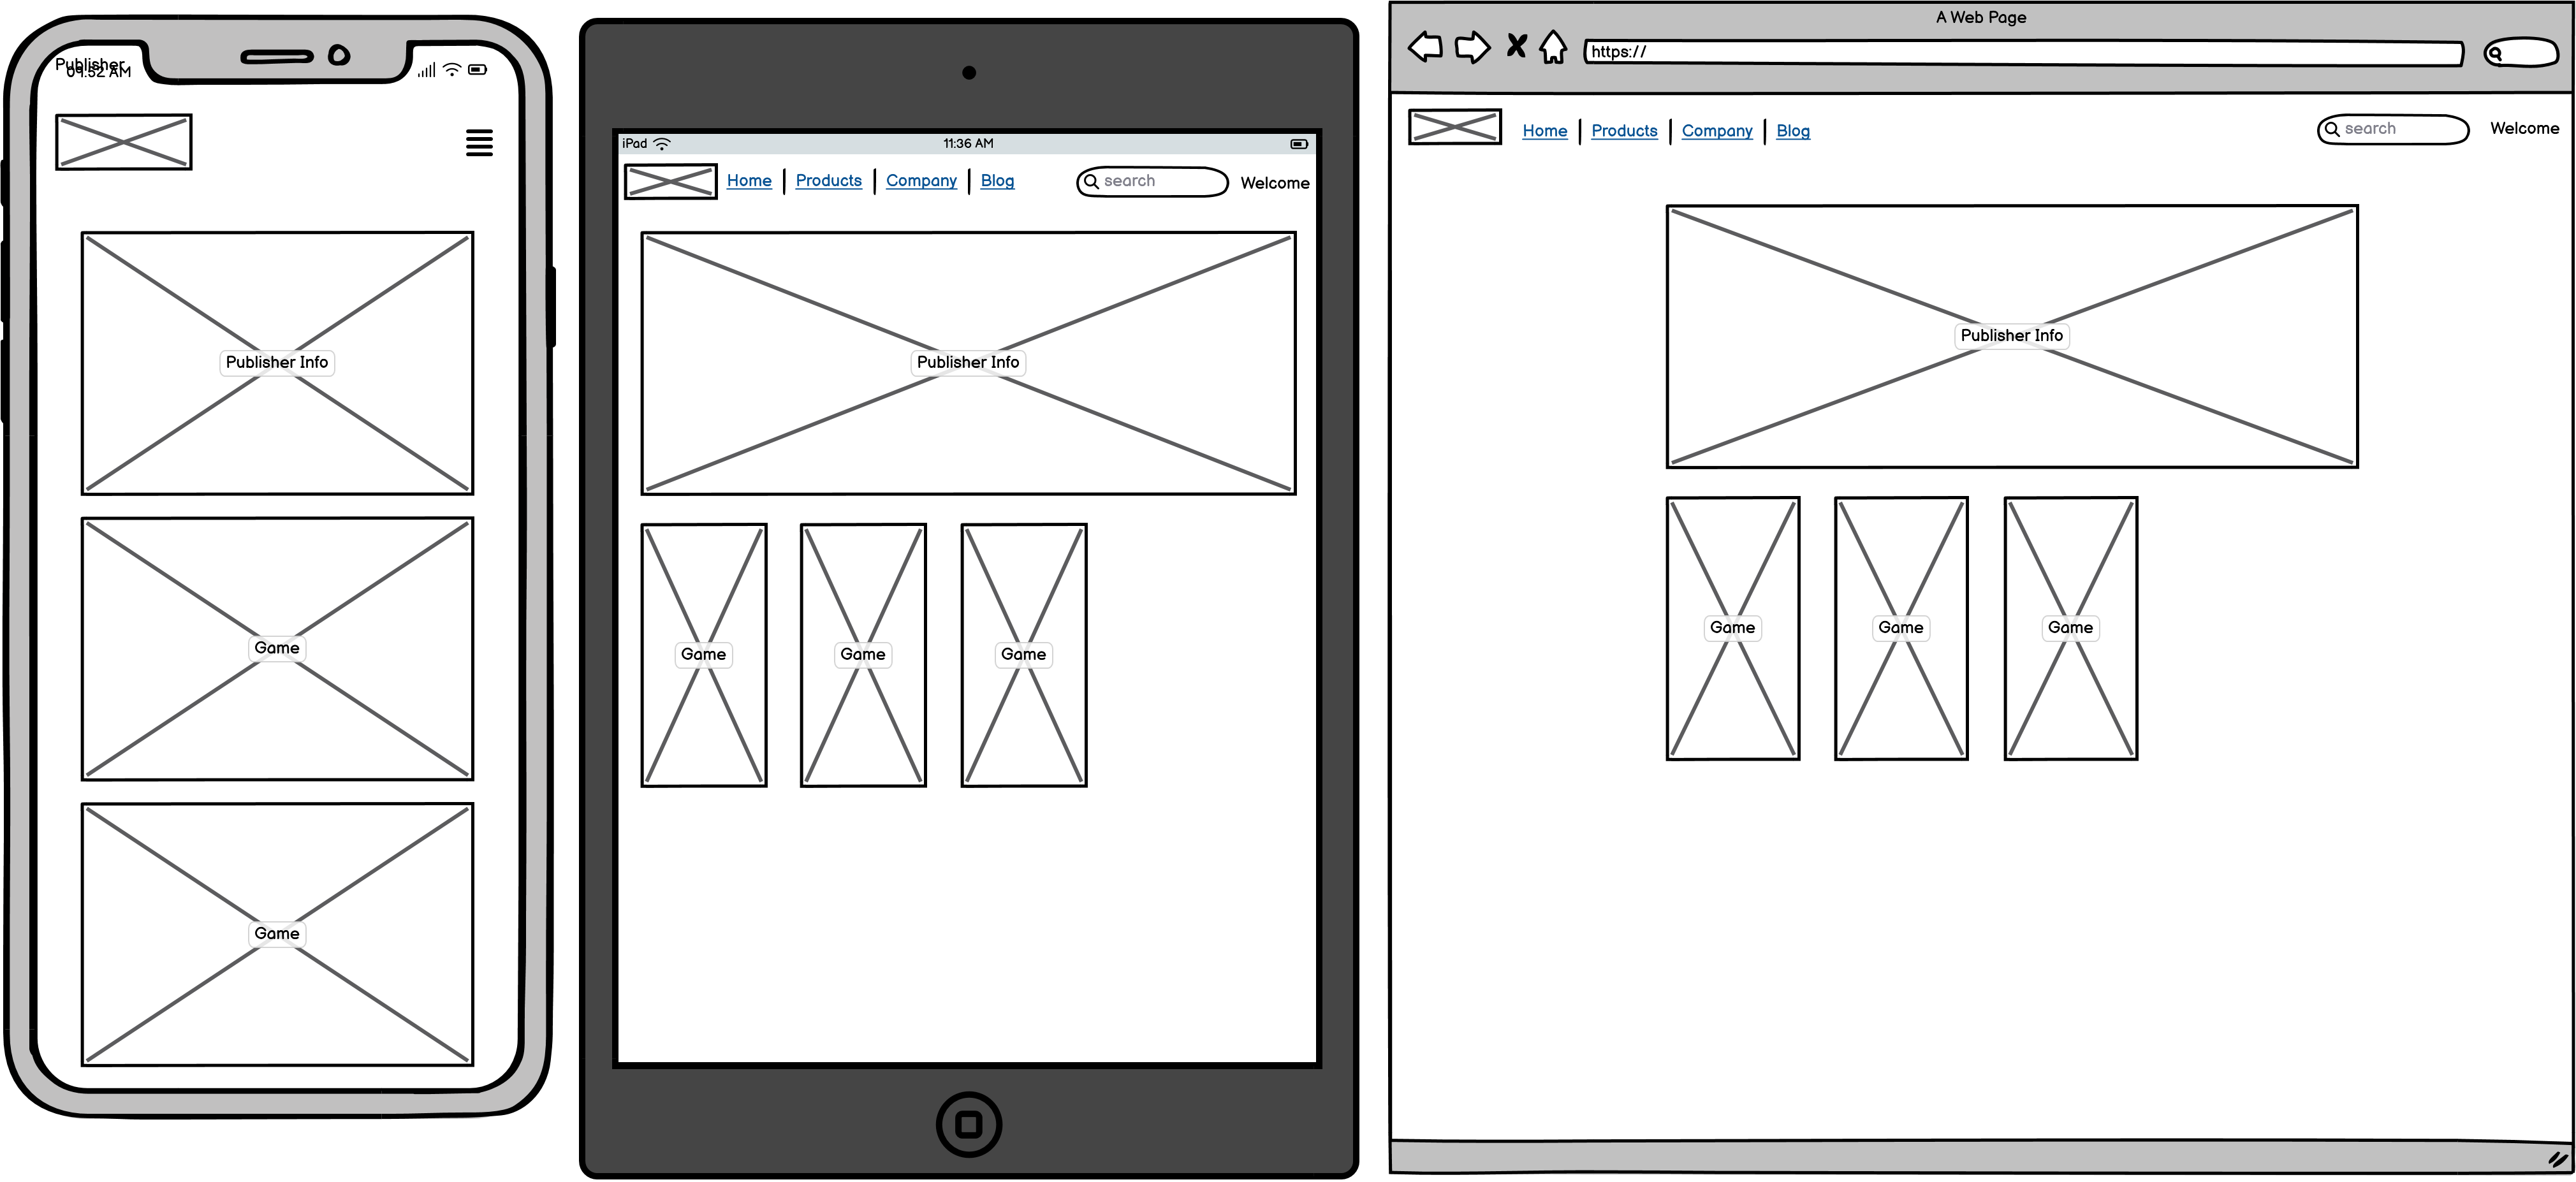 Publisher
09:52 AM
Publisher Info
Game
Game
iPad
11:36 AM
Home Products Company Blog
search
Welcome
Publisher Info
Game Game Game
A Web Page
https://
Home Products Company Blog
search
Welcome
Publisher Info
Game Game Game